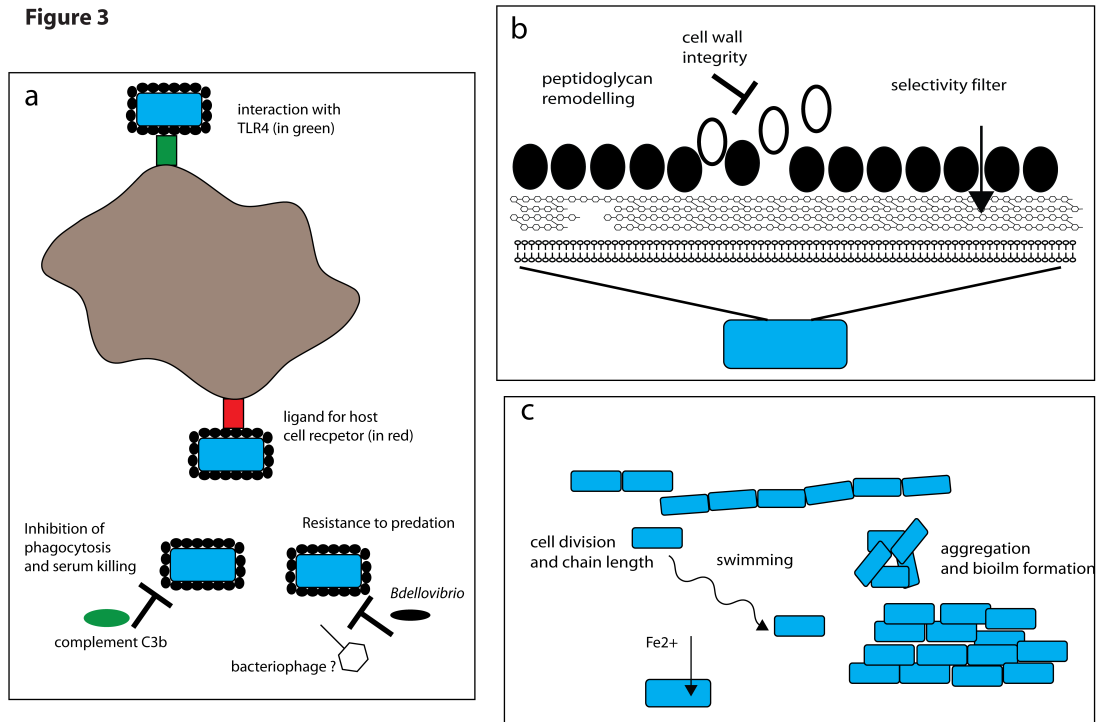 Figure 3
a
interaction with
TLR4 (in green)
ligand for host
cell recpetor (in red)
Inhibition of
phagocytosis
and serum killing
complement C3b
Resistance to predation
Bdellovibrio
bacteriophage ?
b
cell wall
integrity
peptidoglycan
remodelling
selectivity filter
c
cell division
and chain length
swimming
aggregation
and bioilm formation
Fe2+